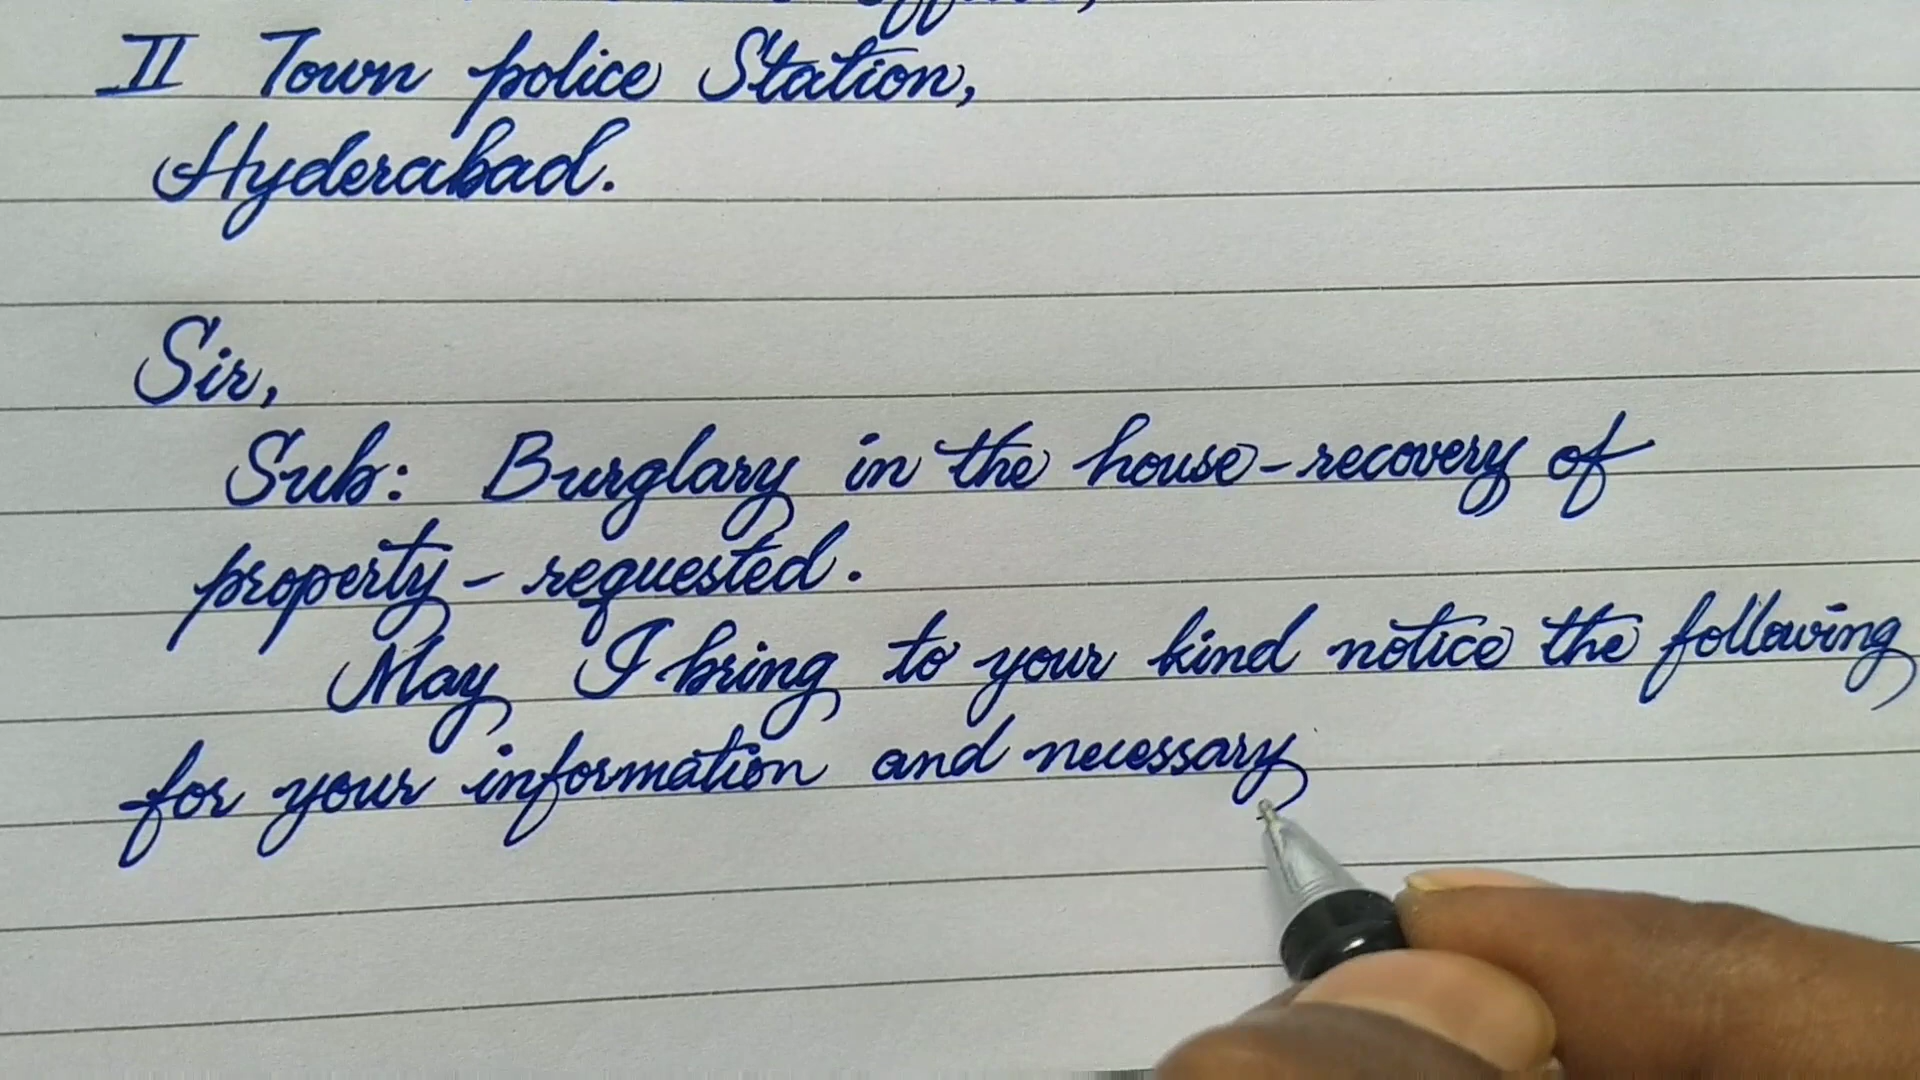 II Town police Station,
Hyderabad.
Sir,
Sub: Burglary in the house-recovery of
property - requested.
May I bring to your kind notice the following
for your information and necessary